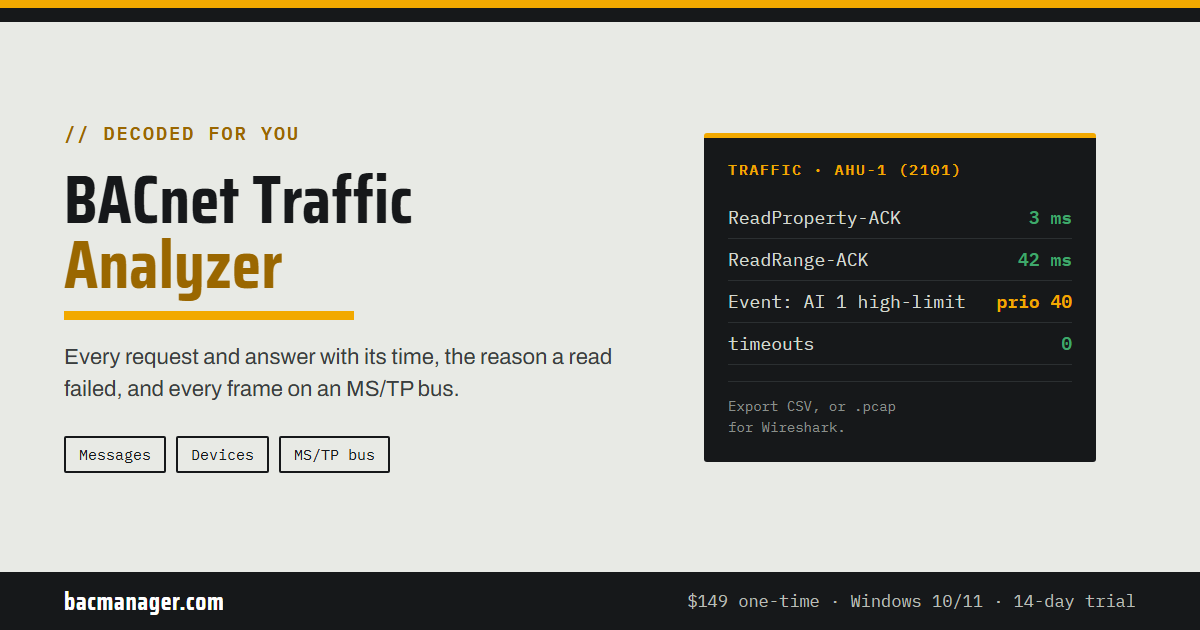 // DECODED FOR YOU
BACnet Traffic
Analyzer
Every request and answer with its time, the reason a read
failed, and every frame on an MS/TP bus.
Messages
Devices
MS/TP bus
TRAFFIC · AHU-1 (2101)
ReadProperty-ACK 3 ms
ReadRange-ACK 42 ms
Event: AI 1 high-limit prio 40
timeouts 0
Export CSV, or .pcap
for Wireshark.
bacmanager.com
$149 one-time · Windows 10/11 · 14-day trial